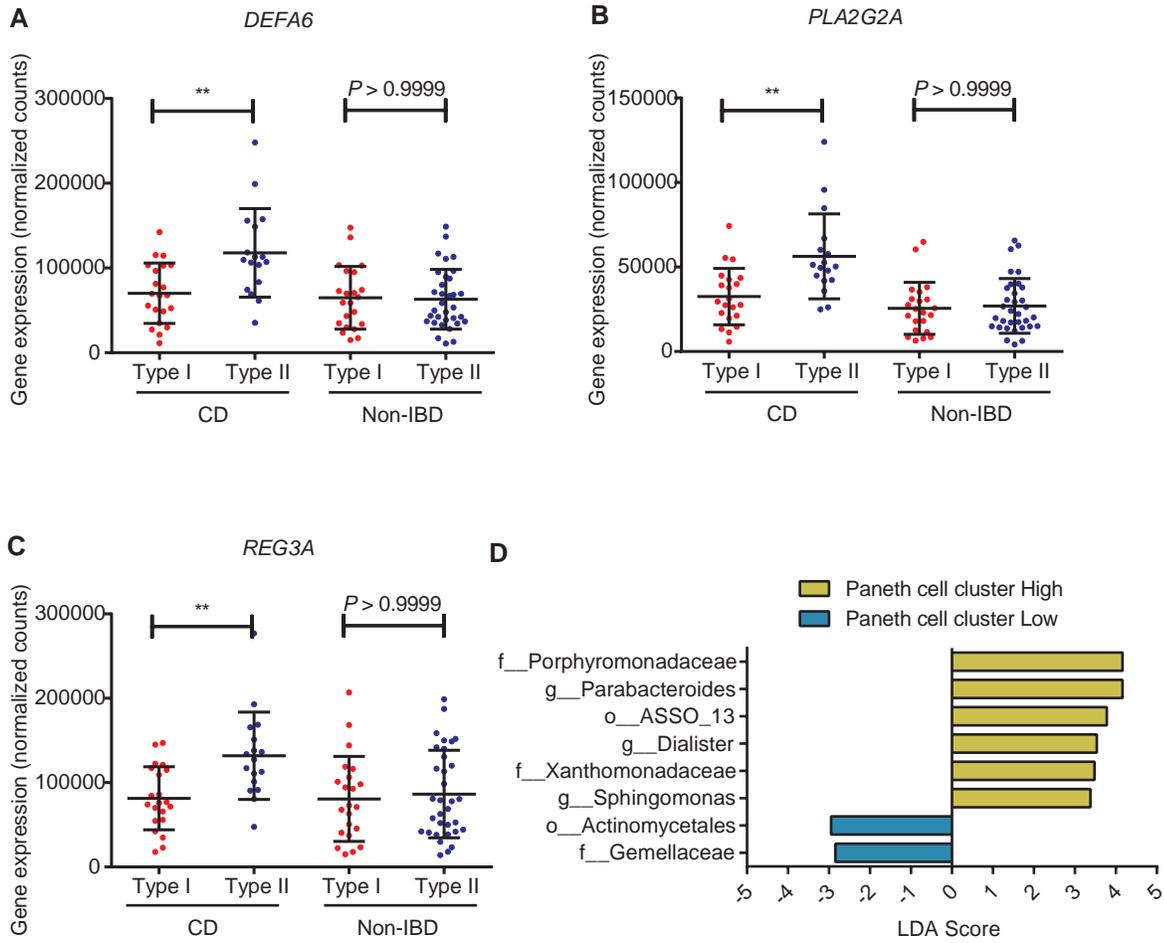 A
DEFA6
Gene expression (normalized counts)
300000
200000
100000
0
**
P > 0.9999
Type I Type II Type I Type II
CD Non-IBD
B
PLA2G2A
Gene expression (normalized counts)
150000
100000
50000
0
**
P > 0.9999
Type I Type II Type I Type II
CD Non-IBD
C
REG3A
Gene expression (normalized counts)
300000
200000
100000
0
**
P > 0.9999
Type I Type II Type I Type II
CD Non-IBD
D
Paneth cell cluster High
Paneth cell cluster Low
f__Porphyromonadaceae
g__Parabacteroides
o__ASSO_13
g__Dialister
f__Xanthomonadaceae
g__Sphingomonas
o__Actinomycetales
f__Gemellaceae
-5 -4 -3 -2 -1 0 1 2 3 4 5
LDA Score